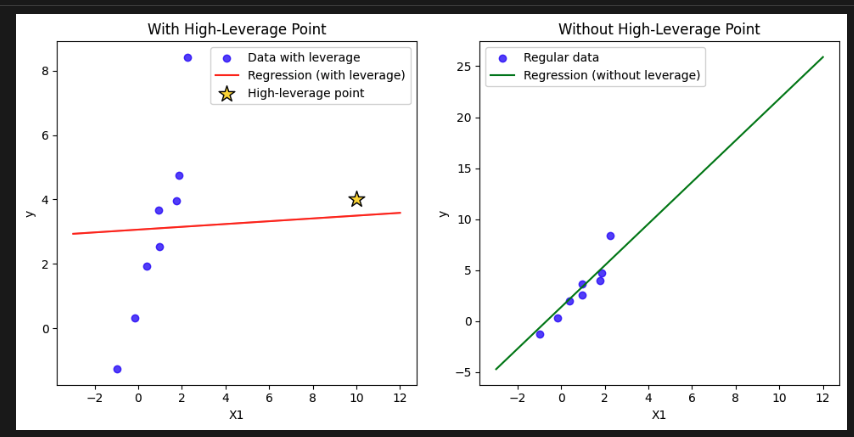 With High-Leverage Point
Data with leverage
Regression (with leverage)
High-leverage point
8
6
4
2
0
y
−2 0 2 4 6 8 10 12
X1
Without High-Leverage Point
Regular data
Regression (without leverage)
25
20
15
10
5
0
−5
y
−2 0 2 4 6 8 10 12
X1